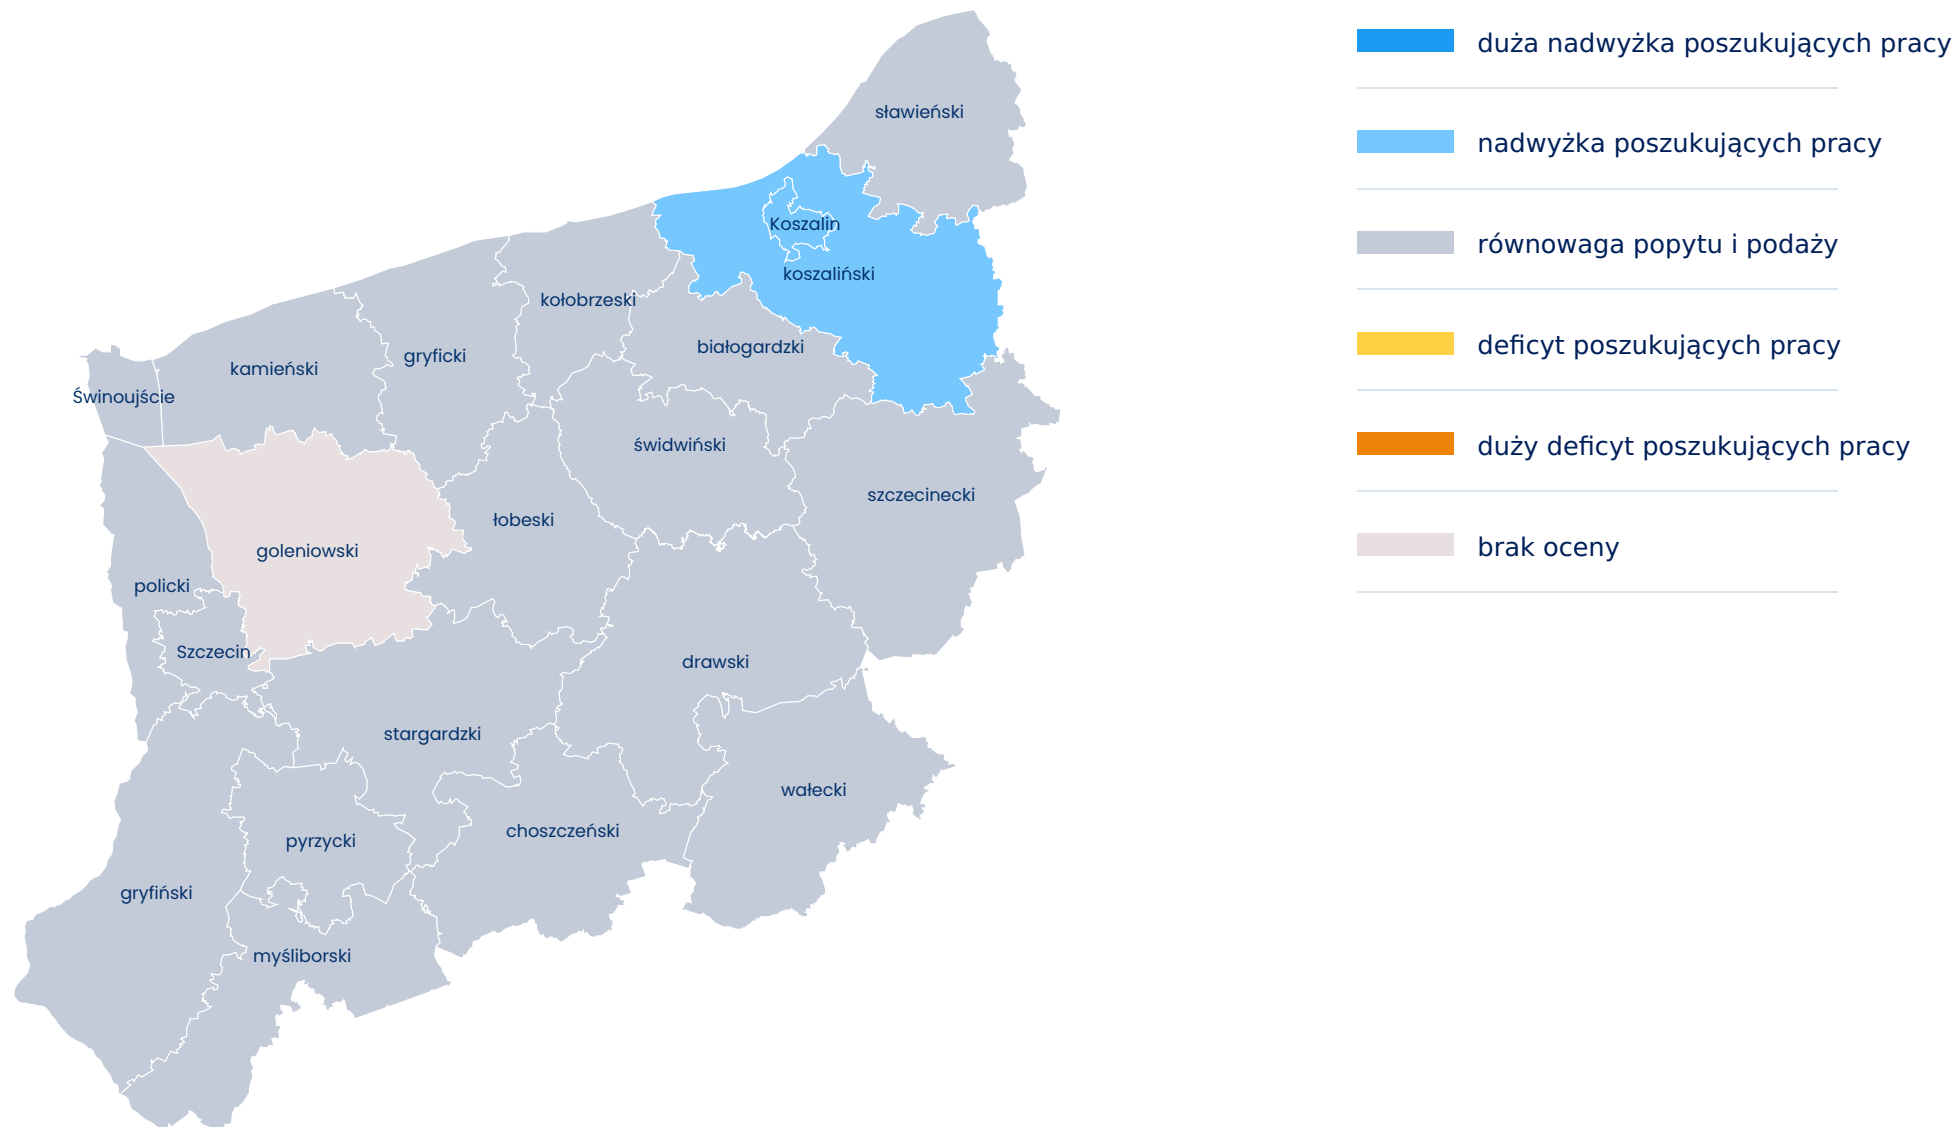 duża nadwyżka poszukujących pracy
nadwyżka poszukujących pracy
równowaga popytu i podaży
deficyt poszukujących pracy
duży deficyt poszukujących pracy
brak oceny
sławieński
Koszalin
koszaliński
kołobrzeski
białogardzki
gryficki
kamieński
Świnoujście
świdwiński
szczecinecki
łobeski
goleniowski
policki
Szczecin
drawski
stargardzki
wałecki
choszczeński
pyrzycki
gryfiński
myśliborski